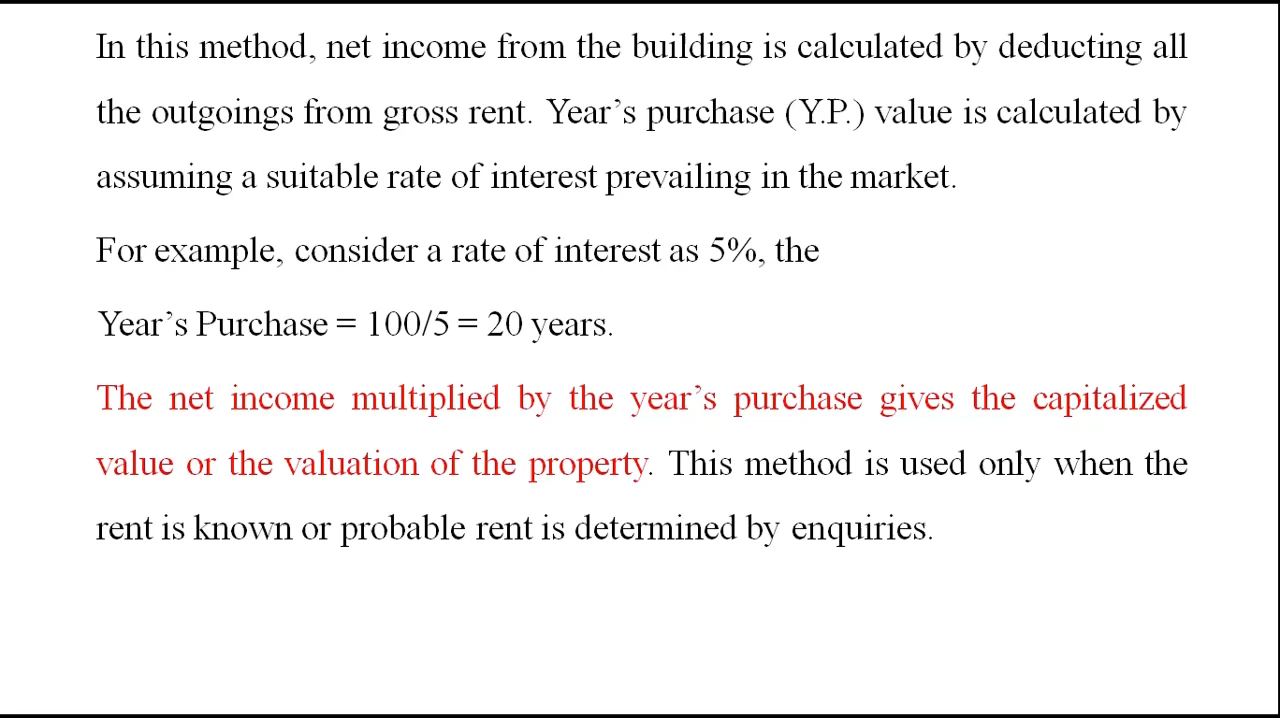 In this method, net income from the building is calculated by deducting all
the outgoings from gross rent. Year’s purchase (Y.P.) value is calculated by
assuming a suitable rate of interest prevailing in the market.
For example, consider a rate of interest as 5%, the
Year’s Purchase = 100/5 = 20 years.
The net income multiplied by the year’s purchase gives the capitalized
value or the valuation of the property. This method is used only when the
rent is known or probable rent is determined by enquiries.